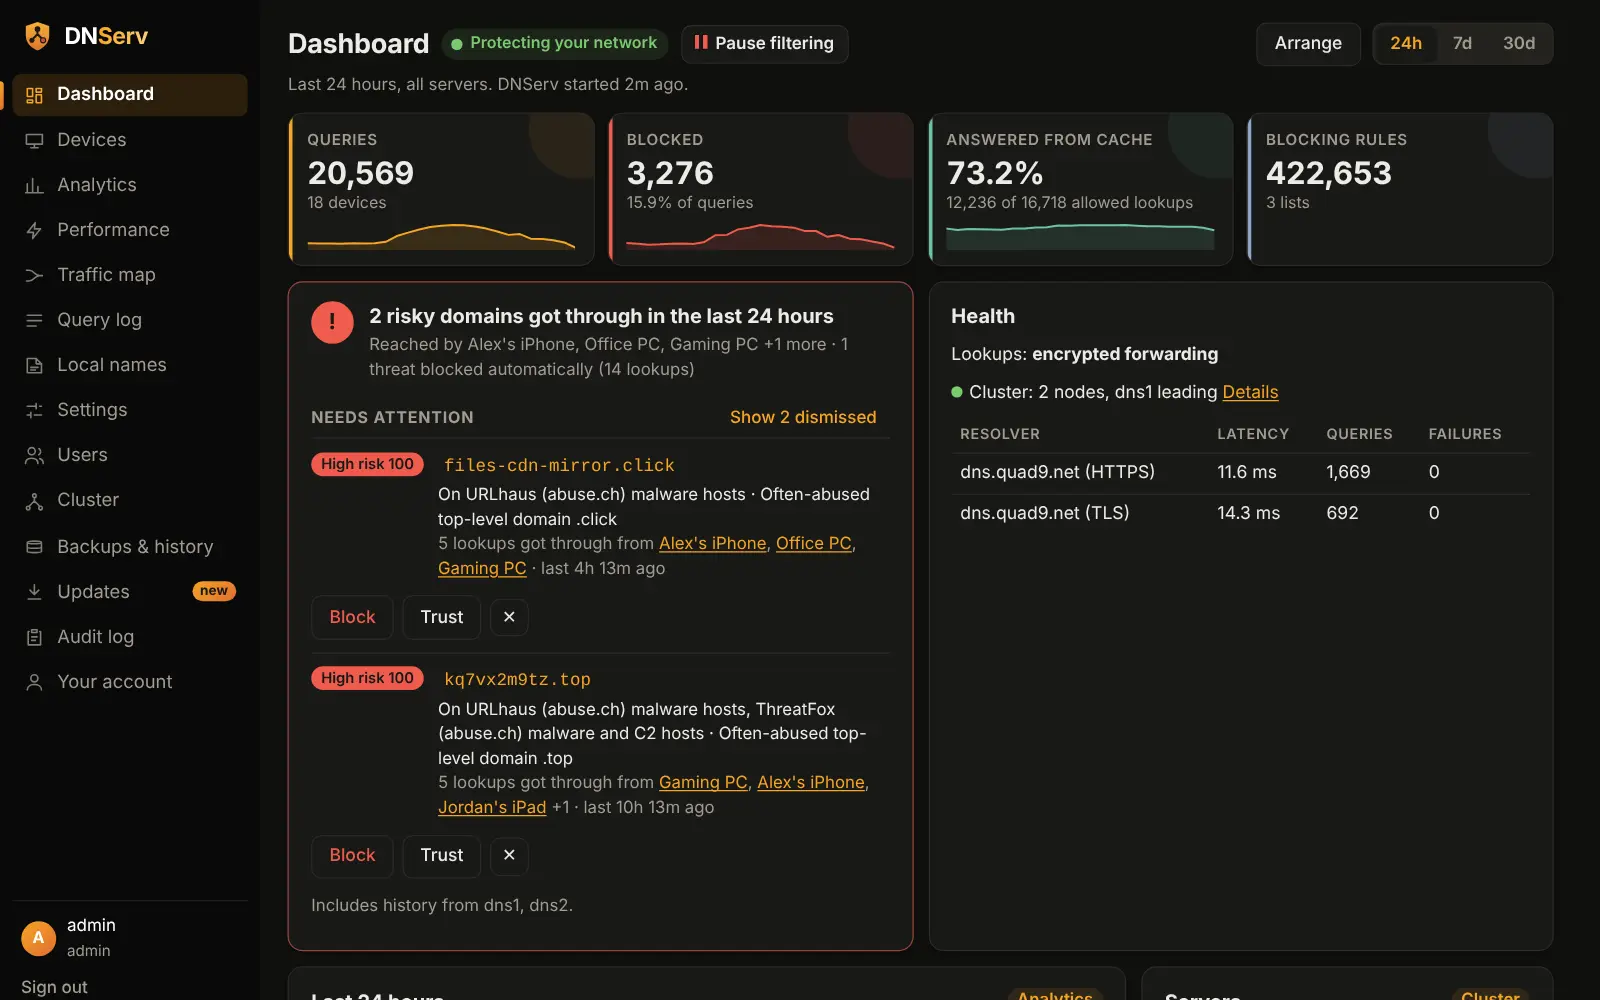 DNServ
Dashboard
Devices
Analytics
Performance
Traffic map
Query log
Local names
Settings
Users
Cluster
Backups & history
Updates new
Audit log
Your account
A admin
admin
Sign out
Dashboard Protecting your network Pause filtering
Arrange 24h 7d 30d
Last 24 hours, all servers. DNServ started 2m ago.
QUERIES
20,569
18 devices
BLOCKED
3,276
15.9% of queries
ANSWERED FROM CACHE
73.2%
12,236 of 16,718 allowed lookups
BLOCKING RULES
422,653
3 lists
! 2 risky domains got through in the last 24 hours
Reached by Alex's iPhone, Office PC, Gaming PC +1 more · 1
threat blocked automatically (14 lookups)
NEEDS ATTENTION Show 2 dismissed
High risk 100 files-cdn-mirror.click
On URLhaus (abuse.ch) malware hosts · Often-abused
top-level domain .click
5 lookups got through from Alex's iPhone, Office PC,
Gaming PC · last 4h 13m ago
Block Trust ✕
High risk 100 kq7vx2m9tz.top
On URLhaus (abuse.ch) malware hosts, ThreatFox
(abuse.ch) malware and C2 hosts · Often-abused top-
level domain .top
5 lookups got through from Gaming PC, Alex's iPhone,
Jordan's iPad +1 · last 10h 13m ago
Block Trust ✕
Includes history from dns1, dns2.
Health
Lookups: encrypted forwarding
Cluster: 2 nodes, dns1 leading Details
RESOLVER LATENCY QUERIES FAILURES
dns.quad9.net (HTTPS) 11.6 ms 1,669 0
dns.quad9.net (TLS) 14.3 ms 692 0
Last 24 hours Analytics
Servers Cluster